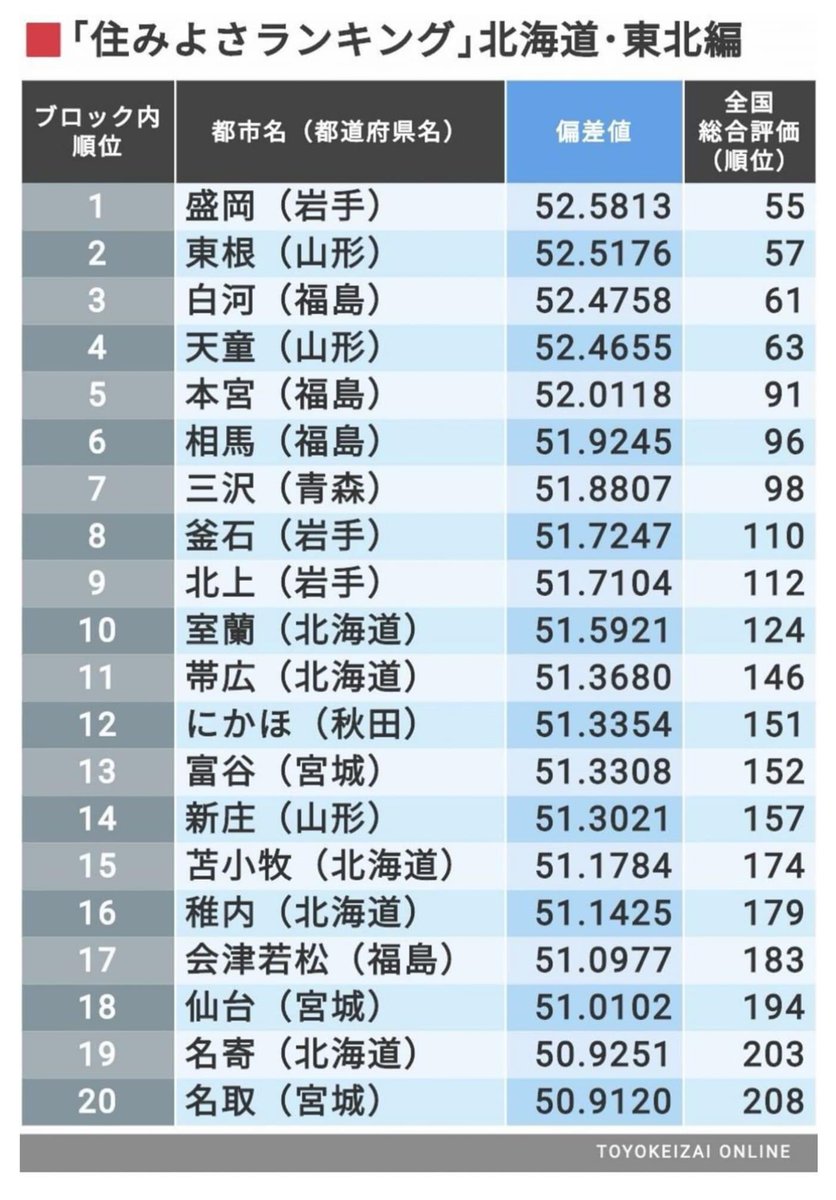 「住みよさランキング」北海道・東北編
ブロック内順位 都市名（都道府県名） 偏差値 全国総合評価（順位）
1 盛岡（岩手） 52.5813 55
2 東根（山形） 52.5176 57
3 白河（福島） 52.4758 61
4 天童（山形） 52.4655 63
5 本宮（福島） 52.0118 91
6 相馬（福島） 51.9245 96
7 三沢（青森） 51.8807 98
8 釜石（岩手） 51.7247 110
9 北上（岩手） 51.7104 112
10 室蘭（北海道） 51.5921 124
11 帯広（北海道） 51.3680 146
12 にかほ（秋田） 51.3354 151
13 富谷（宮城） 51.3308 152
14 新庄（山形） 51.3021 157
15 苫小牧（北海道） 51.1784 174
16 稚内（北海道） 51.1425 179
17 会津若松（福島） 51.0977 183
18 仙台（宮城） 51.0102 194
19 名寄（北海道） 50.9251 203
20 名取（宮城） 50.9120 208
TOYOKEIZAI ONLINE